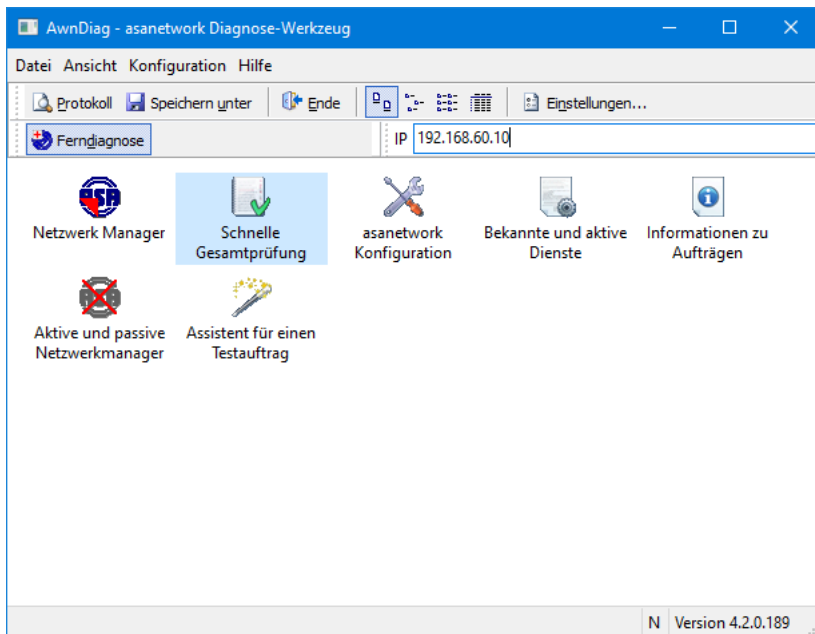 AwnDiag - asanetwork Diagnose-Werkzeug
Datei Ansicht Konfiguration Hilfe
Protokoll Speichern unter Ende Einstellungen...
Ferndiagnose IP 192.168.60.10
Netzwerk Manager
Schnelle
Gesamtprüfung
asanetwork
Konfiguration
Bekannte und aktive
Dienste
Informationen zu
Aufträgen
Aktive und passive
Netzwerkmanager
Assistent für einen
Testauftrag
N Version 4.2.0.189